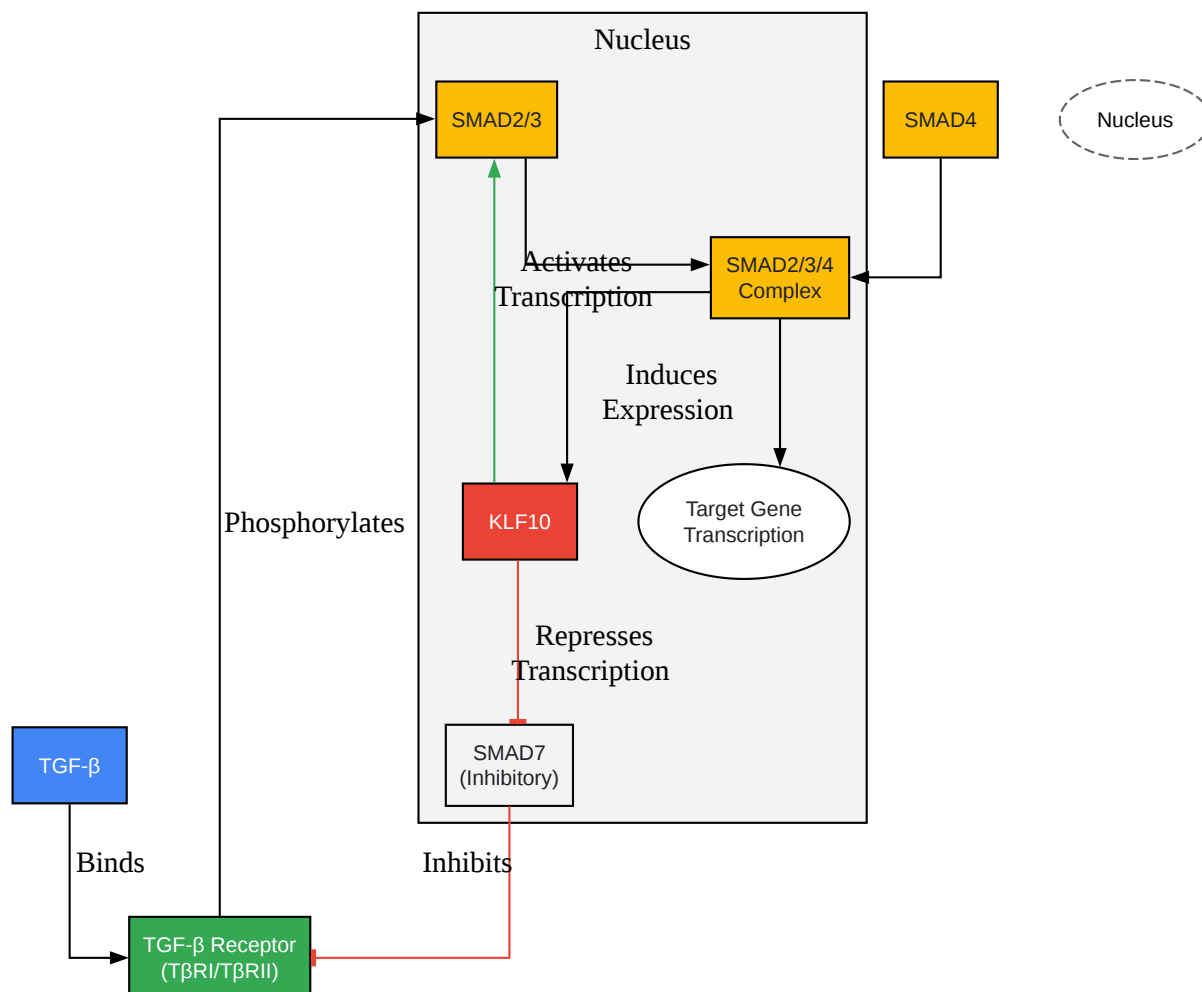 Nucleus
SMAD2/3
SMAD4
Nucleus
Activates
Transcription
SMAD2/3/4
Complex
Induces
Expression
Phosphorylates
KLF10
Target Gene
Transcription
Represses
Transcription
TGF-β
SMAD7
(Inhibitory)
Binds
Inhibits
TGF-β Receptor
(TβRI/TβRII)